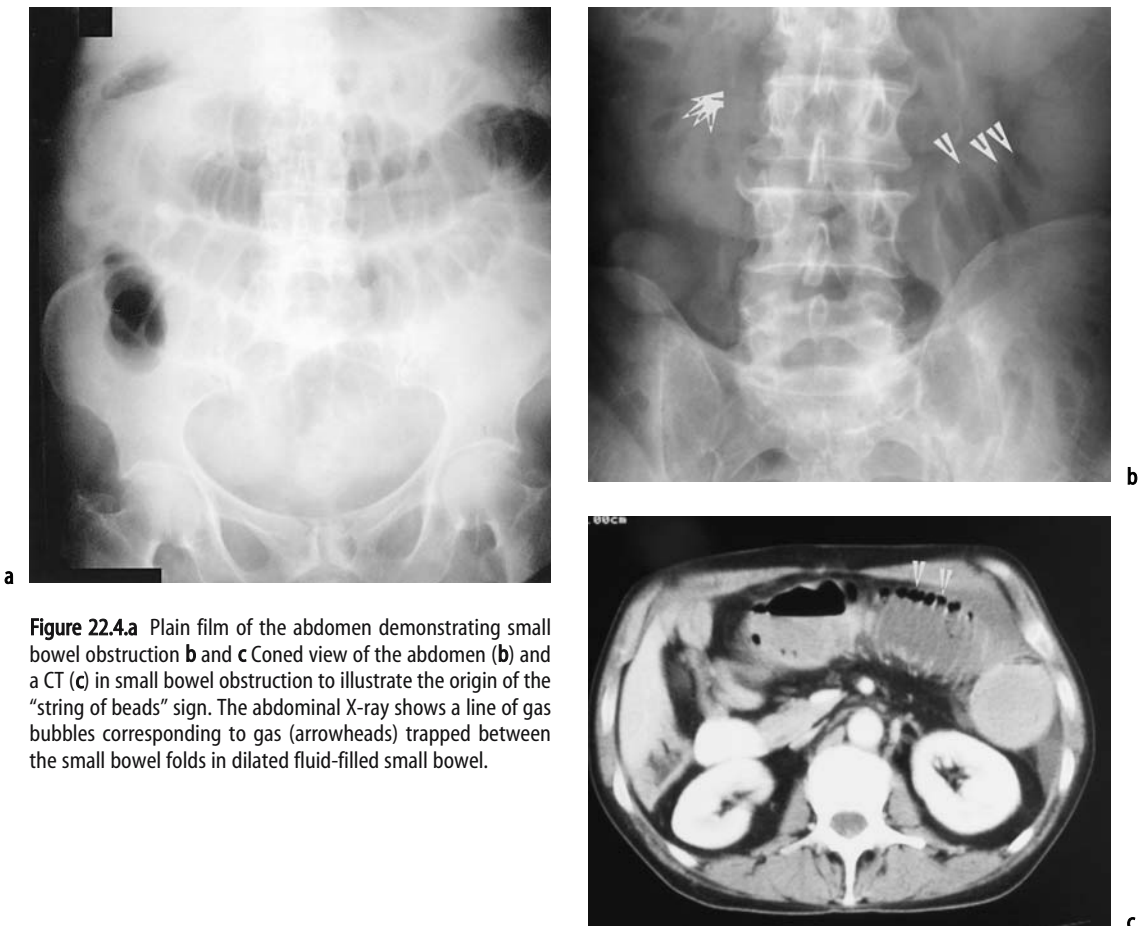 a
b
.00cm
c
Figure 22.4.a Plain film of the abdomen demonstrating small
bowel obstruction b and c Coned view of the abdomen (b) and
a CT (c) in small bowel obstruction to illustrate the origin of the
“string of beads” sign. The abdominal X-ray shows a line of gas
bubbles corresponding to gas (arrowheads) trapped between
the small bowel folds in dilated fluid-filled small bowel.